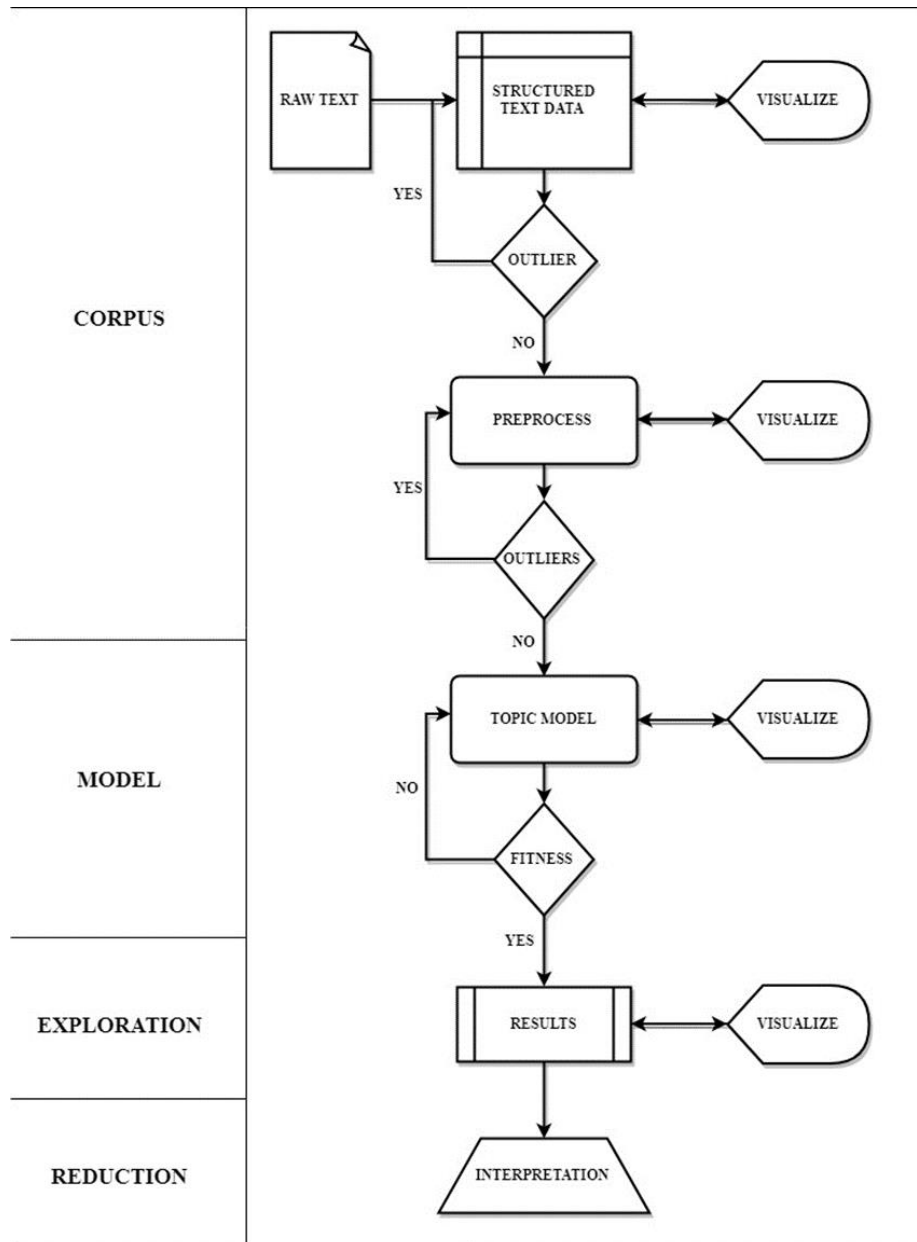 RAW TEXT
STRUCTURED
TEXT DATA
VISUALIZE
YES
OUTLIER
CORPUS
NO
PREPROCESS
VISUALIZE
YES
OUTLIERS
NO
TOPIC MODEL
VISUALIZE
MODEL
NO
FITNESS
YES
EXPLORATION
RESULTS
VISUALIZE
REDUCTION
INTERPRETATION